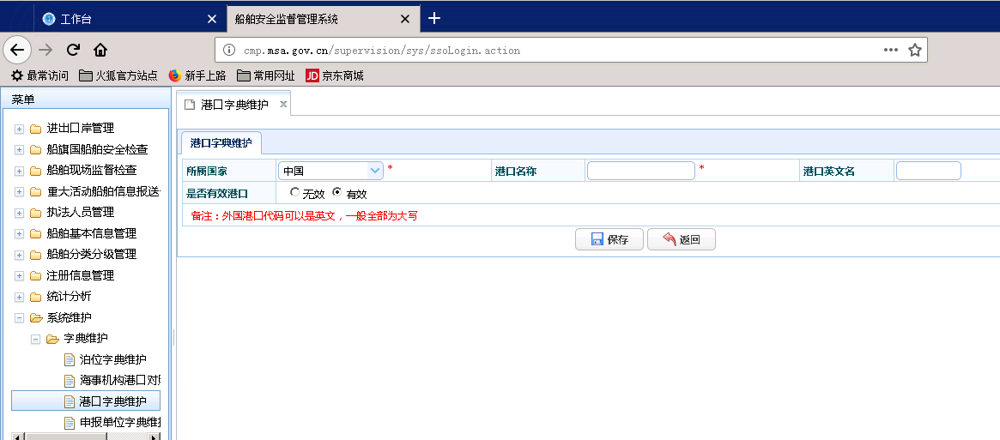 工作台
船舶安全监督管理系统
cmp.msa.gov.cn/supervision/sys/ssoLogin.action
最常访问 火狐官方站点 新手上路 常用网址 JD 京东商城
菜单
进出口岸管理
船旗国船舶安全检查
船舶现场监督检查
重大活动船舶信息报送
执法人员管理
船舶基本信息管理
船舶分类分级管理
注册信息管理
统计分析
系统维护
字典维护
泊位字典维护
海事机构港口对
港口字典维护
申报单位字典维
港口字典维护
港口字典维护
所属国家 中国 * 港口名称 * 港口英文名
是否有效港口 无效 有效
备注：外国港口代码可以是英文，一般全部为大写
保存 返回